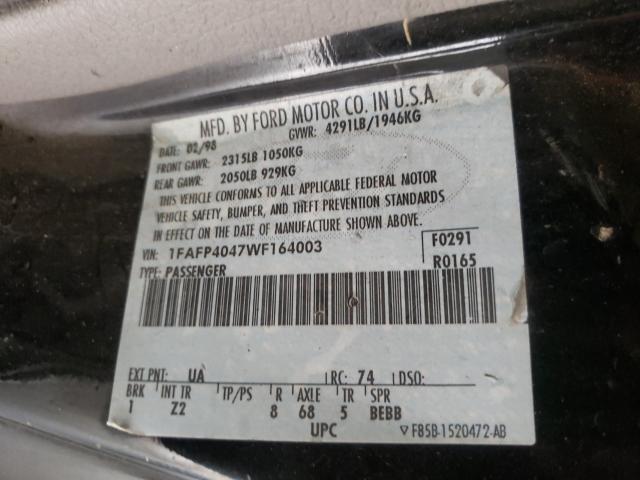 MFD. BY FORD MOTOR CO. IN U.S.A.
DATE: 02/98 GVWR: 4291LB/1946KG
FRONT GAWR: 2315LB 1050KG
REAR GAWR: 2050LB 929KG
THIS VEHICLE CONFORMS TO ALL APPLICABLE FEDERAL MOTOR
VEHICLE SAFETY, BUMPER, AND THEFT PREVENTION STANDARDS
IN EFFECT ON THE DATE OF MANUFACTURE SHOWN ABOVE.
VIN: 1FAFP4047WF164003 F0291
TYPE: PASSENGER R0165
EXT PNT: UA RC: 74 DSO:
BRK INT TR TP/PS R AXLE TR SPR
1 Z2 8 68 5 BEBB
UPC ▽ F85B-1520472-AB